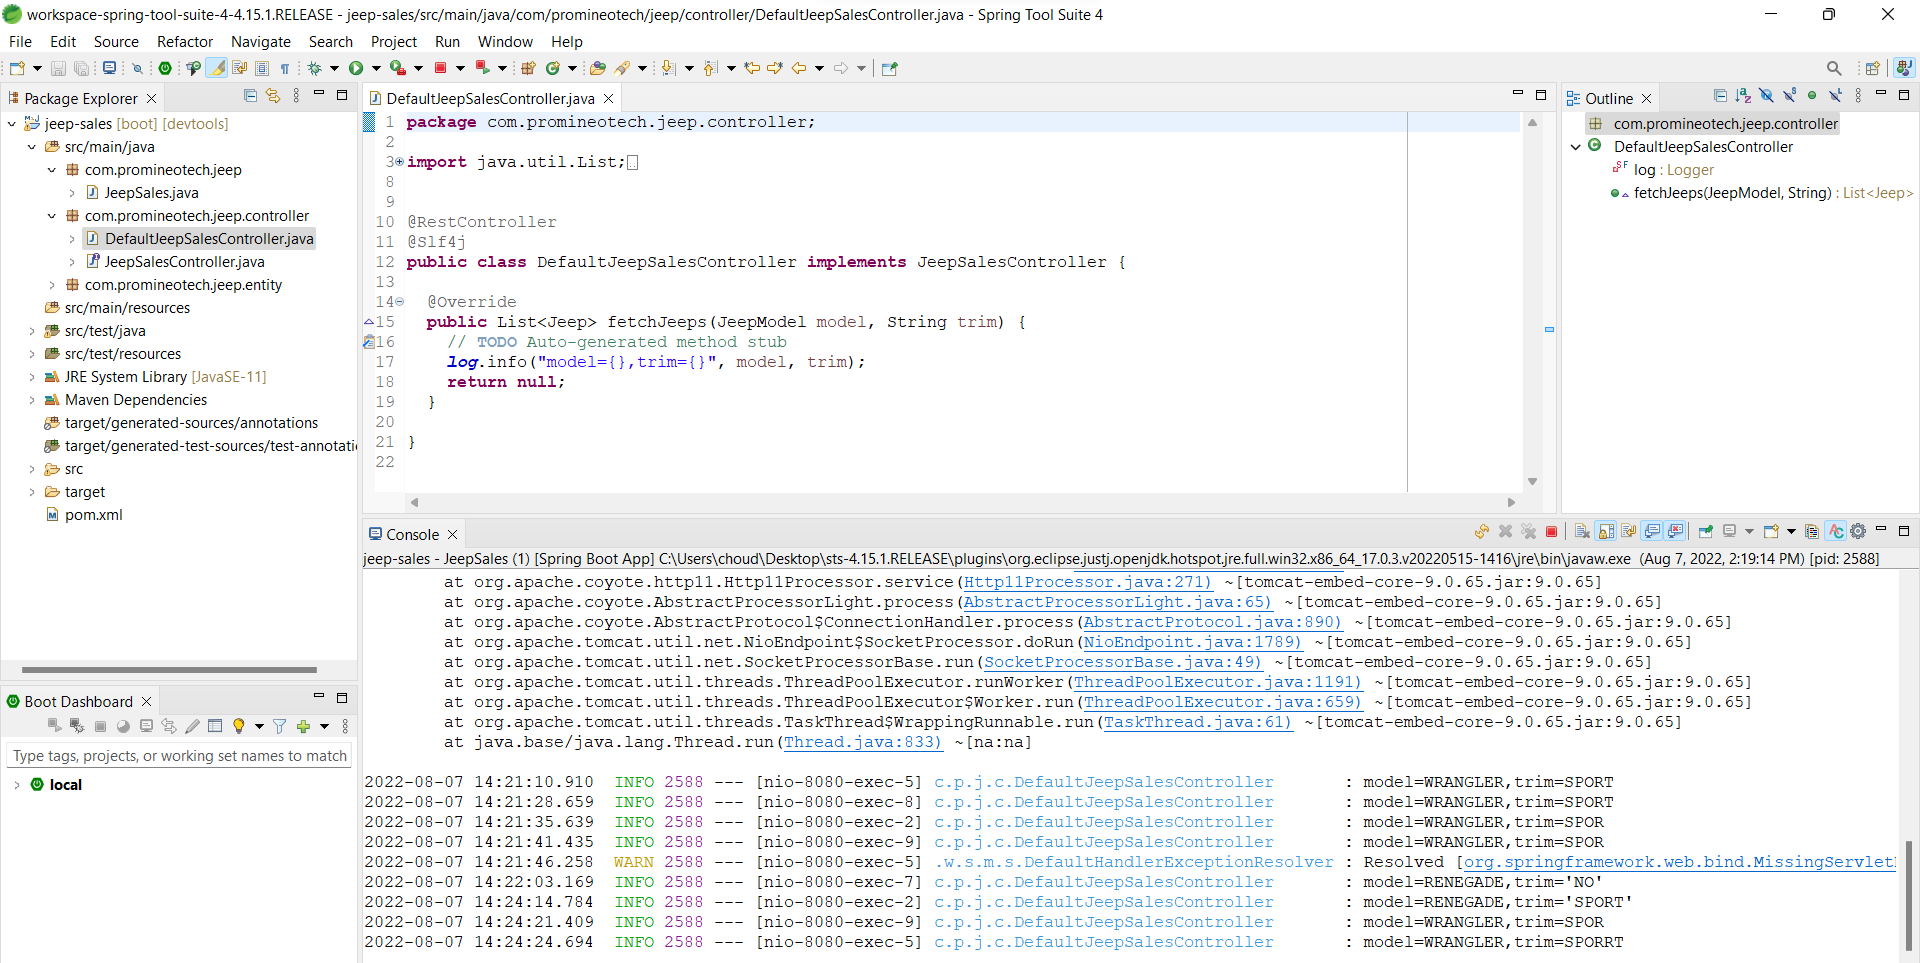 workspace-spring-tool-suite-4-4.15.1.RELEASE - jeep-sales/src/main/java/com/promineotech/jeep/controller/DefaultJeepSalesController.java - Spring Tool Suite 4
File Edit Source Refactor Navigate Search Project Run Window Help
Package Explorer
jeep-sales [boot] [devtools]
src/main/java
com.promineotech.jeep
JeepSales.java
com.promineotech.jeep.controller
DefaultJeepSalesController.java
JeepSalesController.java
com.promineotech.jeep.entity
src/main/resources
src/test/java
src/test/resources
JRE System Library [JavaSE-11]
Maven Dependencies
target/generated-sources/annotations
target/generated-test-sources/test-annotati
src
target
pom.xml
Boot Dashboard
Type tags, projects, or working set names to match
local
DefaultJeepSalesController.java
1 package com.promineotech.jeep.controller;
2
3 import java.util.List;
8
9
10 @RestController
11 @Slf4j
12 public class DefaultJeepSalesController implements JeepSalesController {
13
14 @Override
15 public List<Jeep> fetchJeeps(JeepModel model, String trim) {
16 // TODO Auto-generated method stub
17 log.info("model={},trim={}", model, trim);
18 return null;
19 }
20
21 }
22
Outline
com.promineotech.jeep.controller
DefaultJeepSalesController
log : Logger
fetchJeeps(JeepModel, String) : List<Jeep>
Console
jeep-sales - JeepSales (1) [Spring Boot App] C:\Users\choud\Desktop\sts-4.15.1.RELEASE\plugins\org.eclipse.justj.openjdk.hotspot.jre.full.win32.x86_64_17.0.3.v20220515-1416\jre\bin\javaw.exe (Aug 7, 2022, 2:19:14 PM) [pid: 2588]
at org.apache.coyote.http11.Http11Processor.service(Http11Processor.java:271) ~[tomcat-embed-core-9.0.65.jar:9.0.65]
at org.apache.coyote.AbstractProcessorLight.process(AbstractProcessorLight.java:65) ~[tomcat-embed-core-9.0.65.jar:9.0.65]
at org.apache.coyote.AbstractProtocol$ConnectionHandler.process(AbstractProtocol.java:890) ~[tomcat-embed-core-9.0.65.jar:9.0.65]
at org.apache.tomcat.util.net.NioEndpoint$SocketProcessor.doRun(NioEndpoint.java:1789) ~[tomcat-embed-core-9.0.65.jar:9.0.65]
at org.apache.tomcat.util.net.SocketProcessorBase.run(SocketProcessorBase.java:49) ~[tomcat-embed-core-9.0.65.jar:9.0.65]
at org.apache.tomcat.util.threads.ThreadPoolExecutor.runWorker(ThreadPoolExecutor.java:1191) ~[tomcat-embed-core-9.0.65.jar:9.0.65]
at org.apache.tomcat.util.threads.ThreadPoolExecutor$Worker.run(ThreadPoolExecutor.java:659) ~[tomcat-embed-core-9.0.65.jar:9.0.65]
at org.apache.tomcat.util.threads.TaskThread$WrappingRunnable.run(TaskThread.java:61) ~[tomcat-embed-core-9.0.65.jar:9.0.65]
at java.base/java.lang.Thread.run(Thread.java:833) ~[na:na]
2022-08-07 14:21:10.910 INFO 2588 --- [nio-8080-exec-5] c.p.j.c.DefaultJeepSalesController : model=WRANGLER,trim=SPORT
2022-08-07 14:21:28.659 INFO 2588 --- [nio-8080-exec-8] c.p.j.c.DefaultJeepSalesController : model=WRANGLER,trim=SPORT
2022-08-07 14:21:35.639 INFO 2588 --- [nio-8080-exec-2] c.p.j.c.DefaultJeepSalesController : model=WRANGLER,trim=SPOR
2022-08-07 14:21:41.435 INFO 2588 --- [nio-8080-exec-9] c.p.j.c.DefaultJeepSalesController : model=WRANGLER,trim=SPOR
2022-08-07 14:21:46.258 WARN 2588 --- [nio-8080-exec-5] .w.s.m.s.DefaultHandlerExceptionResolver : Resolved [org.springframework.web.bind.MissingServlet
2022-08-07 14:22:03.169 INFO 2588 --- [nio-8080-exec-7] c.p.j.c.DefaultJeepSalesController : model=RENEGADE,trim='NO'
2022-08-07 14:24:14.784 INFO 2588 --- [nio-8080-exec-2] c.p.j.c.DefaultJeepSalesController : model=RENEGADE,trim='SPORT'
2022-08-07 14:24:21.409 INFO 2588 --- [nio-8080-exec-9] c.p.j.c.DefaultJeepSalesController : model=WRANGLER,trim=SPOR
2022-08-07 14:24:24.694 INFO 2588 --- [nio-8080-exec-5] c.p.j.c.DefaultJeepSalesController : model=WRANGLER,trim=SPORRT